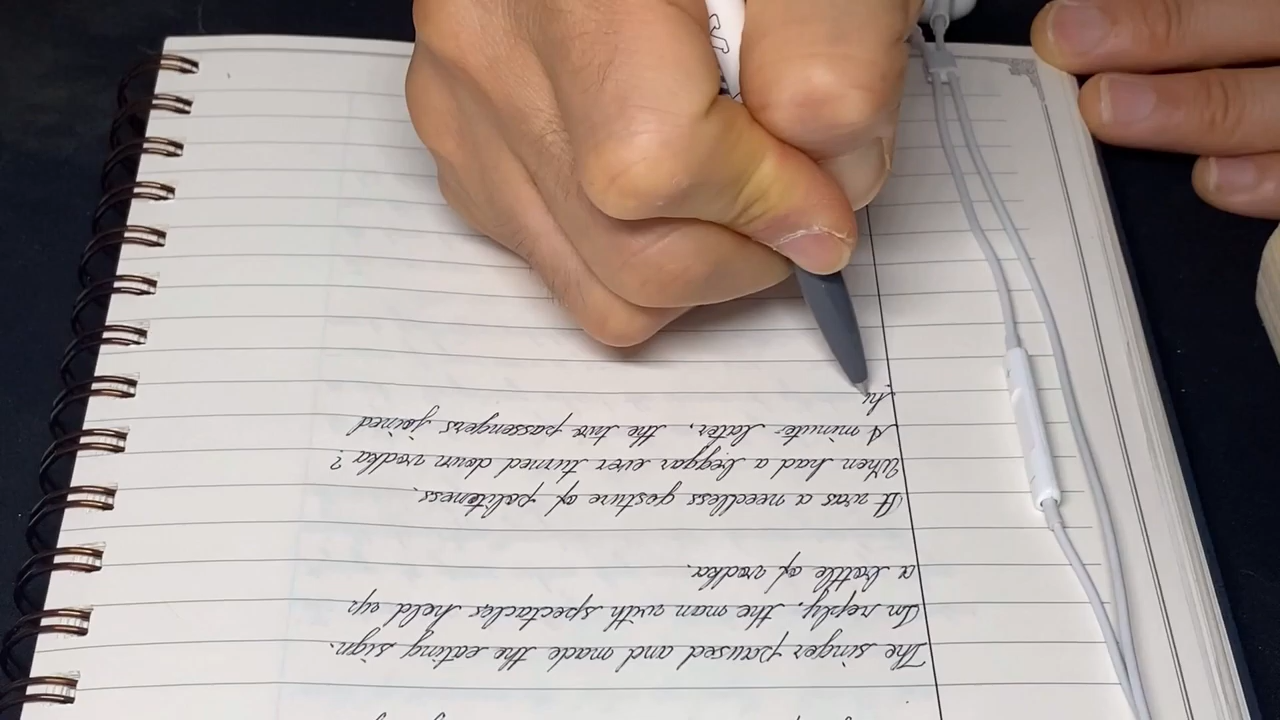 The singer paused and made the eating sign.
In reply, the man with spectacles held up
a bottle of vodka.
It was a needless gesture of politeness.
When had a beggar ever turned down vodka?
A minute later, the two passengers joined
hi